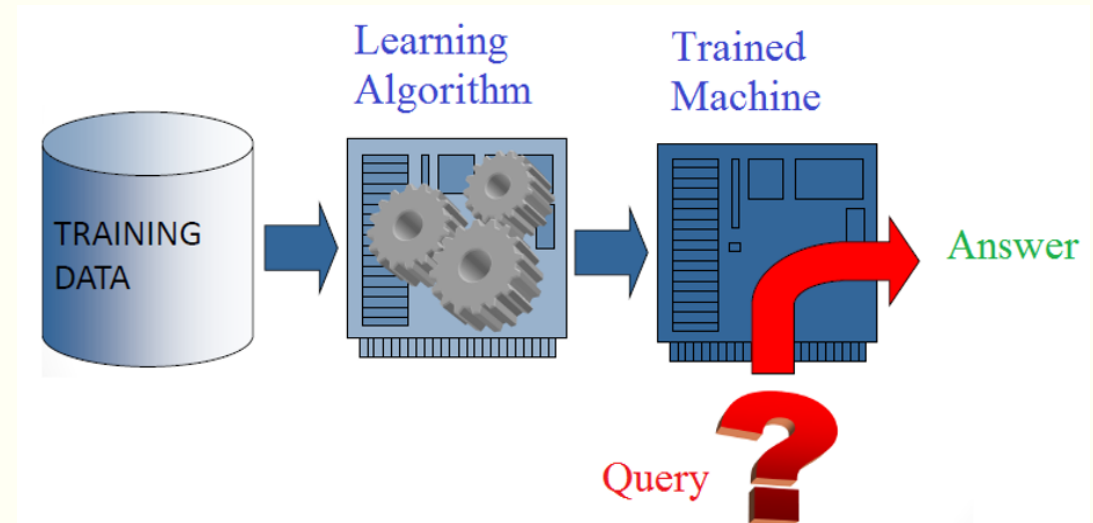 Learning
Algorithm
Trained
Machine
TRAINING
DATA
Answer
Query
?